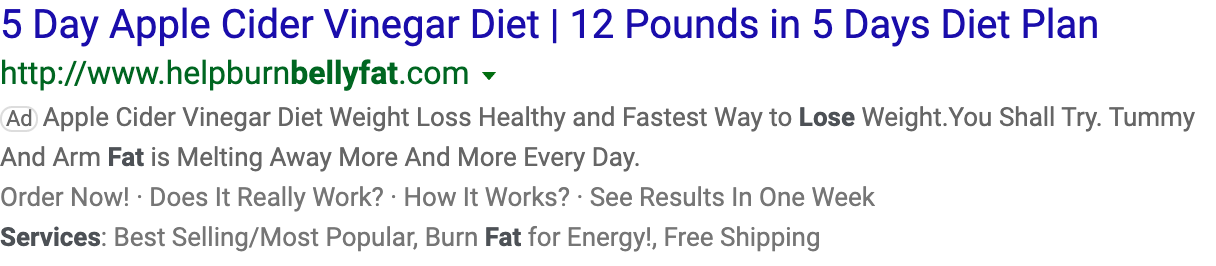 5 Day Apple Cider Vinegar Diet | 12 Pounds in 5 Days Diet Plan
http://www.helpburnbellyfat.com
Ad Apple Cider Vinegar Diet Weight Loss Healthy and Fastest Way to Lose Weight.You Shall Try. Tummy
And Arm Fat is Melting Away More And More Every Day.
Order Now! · Does It Really Work? · How It Works? · See Results In One Week
Services: Best Selling/Most Popular, Burn Fat for Energy!, Free Shipping